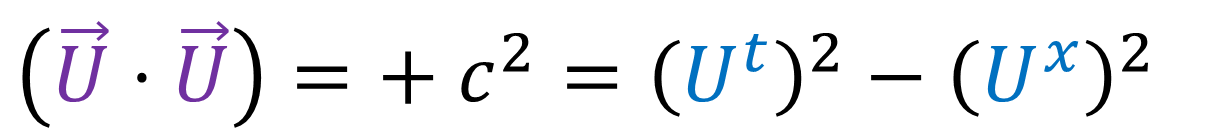 (U⃗ · U⃗) = + c² = (Uᵗ)² − (Uˣ)²